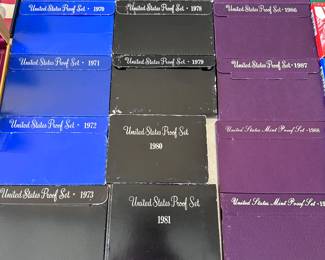 United States Proof Set · 1970
United States Proof Set · 1971
United States Proof Set · 1972
United States Proof Set · 1973
United States Proof Set · 1978
United States Proof Set · 1979
United States Proof Set
1980
United States Proof Set
1981
United States Proof Set · 1986
United States Proof Set · 1987
United States Mint Proof Set · 1988
United States Mint Proof Set